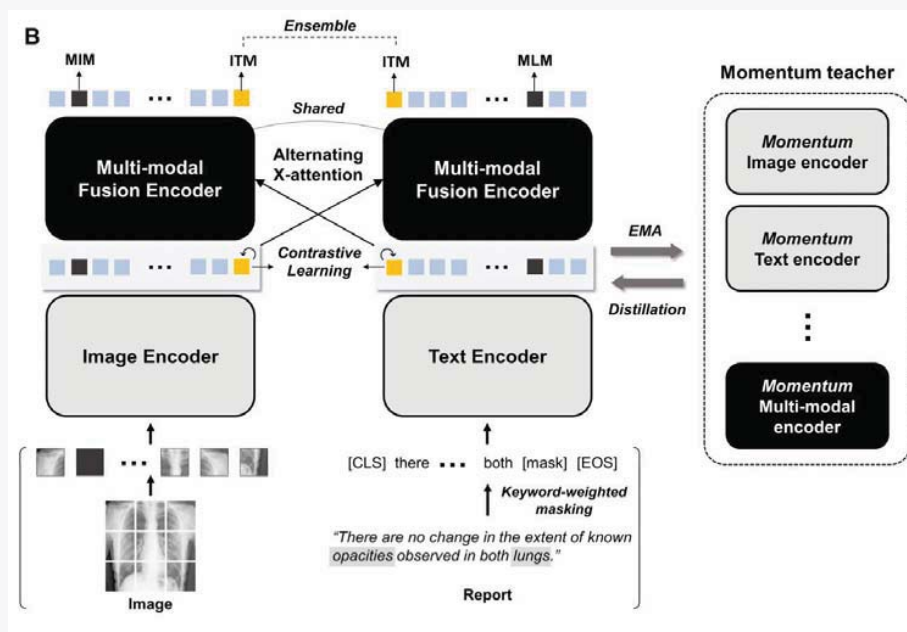 B
Ensemble
MIM
ITM
ITM
MLM
Shared
Multi-modal
Fusion Encoder
Alternating
X-attention
Multi-modal
Fusion Encoder
Contrastive
Learning
Image Encoder
Text Encoder
EMA
Distillation
Momentum teacher
Momentum
Image encoder
Momentum
Text encoder
Momentum
Multi-modal
encoder
[CLS] there ▪▪▪ both [mask] [EOS]
Keyword-weighted
masking
“There are no change in the extent of known
opacities observed in both lungs.”
Image
Report